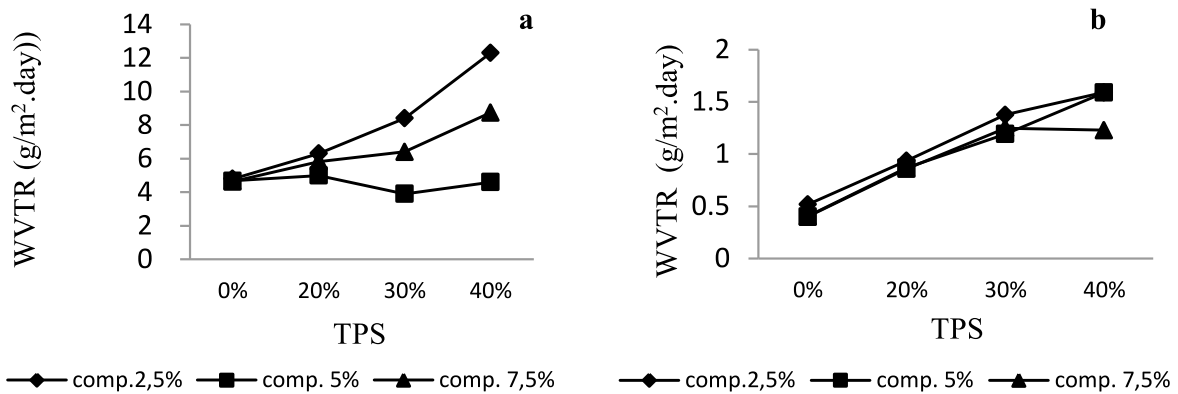 a
WVTR (g/m².day))
14
12
10
8
6
4
2
0
0% 20% 30% 40%
TPS
comp.2,5% comp. 5% comp. 7,5%
b
WVTR (g/m².day)
2
1.5
1
0.5
0
0% 20% 30% 40%
TPS
comp.2,5% comp. 5% comp. 7,5%